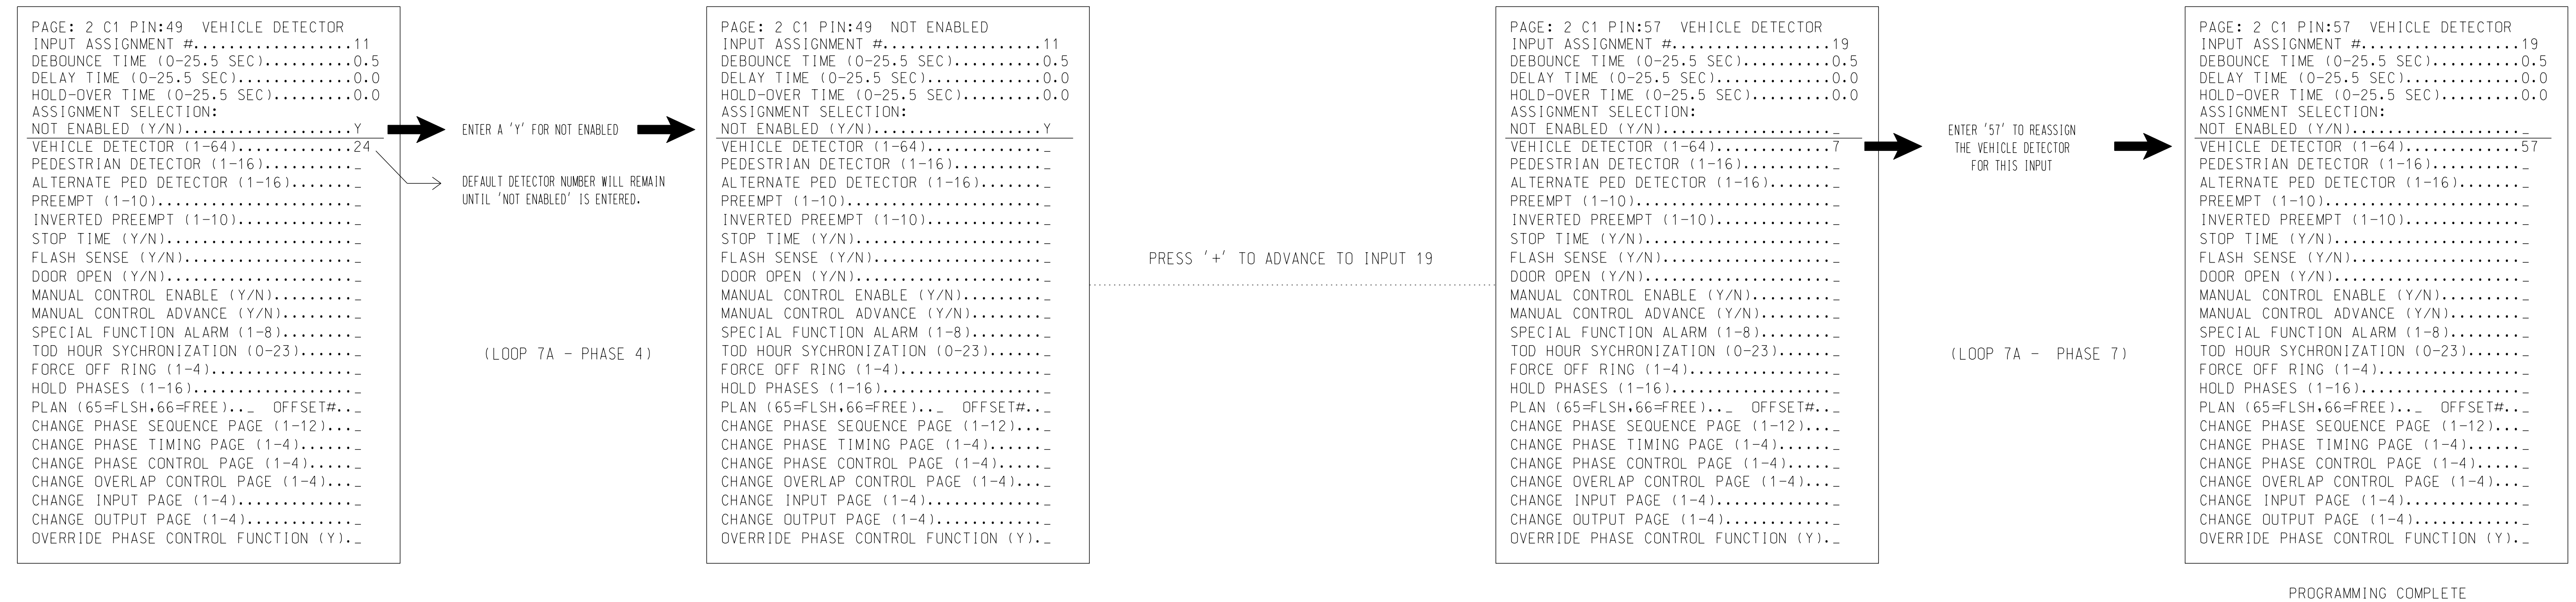 PAGE: 2 C1 PIN:49  VEHICLE DETECTOR
INPUT ASSIGNMENT #..................11
DEBOUNCE TIME (0-25.5 SEC)..........0.5
DELAY TIME (0-25.5 SEC).............0.0
HOLD-OVER TIME (0-25.5 SEC).........0.0
ASSIGNMENT SELECTION:
NOT ENABLED (Y/N)...................Y
VEHICLE DETECTOR (1-64).............24
PEDESTRIAN DETECTOR (1-16).........._
ALTERNATE PED DETECTOR (1-16)......._
PREEMPT (1-10)......................_
INVERTED PREEMPT (1-10)............._
STOP TIME (Y/N)....................._
FLASH SENSE (Y/N)..................._
DOOR OPEN (Y/N)....................._
MANUAL CONTROL ENABLE (Y/N)........._
MANUAL CONTROL ADVANCE (Y/N)........_
SPECIAL FUNCTION ALARM (1-8)........_
TOD HOUR SYCHRONIZATION (0-23)......_
FORCE OFF RING (1-4)................_
HOLD PHASES (1-16).................._
PLAN (65=FLSH,66=FREE).._  OFFSET#.._
CHANGE PHASE SEQUENCE PAGE (1-12)..._
CHANGE PHASE TIMING PAGE (1-4)......_
CHANGE PHASE CONTROL PAGE (1-4)....._
CHANGE OVERLAP CONTROL PAGE (1-4)..._
CHANGE INPUT PAGE (1-4)............._
CHANGE OUTPUT PAGE (1-4)............_
OVERRIDE PHASE CONTROL FUNCTION (Y)._
ENTER A 'Y' FOR NOT ENABLED
DEFAULT DETECTOR NUMBER WILL REMAIN
UNTIL 'NOT ENABLED' IS ENTERED.
(LOOP 7A - PHASE 4)
PAGE: 2 C1 PIN:49  NOT ENABLED
INPUT ASSIGNMENT #..................11
DEBOUNCE TIME (0-25.5 SEC)..........0.5
DELAY TIME (0-25.5 SEC).............0.0
HOLD-OVER TIME (0-25.5 SEC).........0.0
ASSIGNMENT SELECTION:
NOT ENABLED (Y/N)...................Y
VEHICLE DETECTOR (1-64)............._
PEDESTRIAN DETECTOR (1-16).........._
ALTERNATE PED DETECTOR (1-16)......._
PREEMPT (1-10)......................_
INVERTED PREEMPT (1-10)............._
STOP TIME (Y/N)....................._
FLASH SENSE (Y/N)..................._
DOOR OPEN (Y/N)....................._
MANUAL CONTROL ENABLE (Y/N)........._
MANUAL CONTROL ADVANCE (Y/N)........_
SPECIAL FUNCTION ALARM (1-8)........_
TOD HOUR SYCHRONIZATION (0-23)......_
FORCE OFF RING (1-4)................_
HOLD PHASES (1-16).................._
PLAN (65=FLSH,66=FREE).._  OFFSET#.._
CHANGE PHASE SEQUENCE PAGE (1-12)..._
CHANGE PHASE TIMING PAGE (1-4)......_
CHANGE PHASE CONTROL PAGE (1-4)....._
CHANGE OVERLAP CONTROL PAGE (1-4)..._
CHANGE INPUT PAGE (1-4)............._
CHANGE OUTPUT PAGE (1-4)............_
OVERRIDE PHASE CONTROL FUNCTION (Y)._
PRESS '+' TO ADVANCE TO INPUT 19
PAGE: 2 C1 PIN:57  VEHICLE DETECTOR
INPUT ASSIGNMENT #..................19
DEBOUNCE TIME (0-25.5 SEC)..........0.5
DELAY TIME (0-25.5 SEC).............0.0
HOLD-OVER TIME (0-25.5 SEC).........0.0
ASSIGNMENT SELECTION:
NOT ENABLED (Y/N)..................._
VEHICLE DETECTOR (1-64).............7
PEDESTRIAN DETECTOR (1-16).........._
ALTERNATE PED DETECTOR (1-16)......._
PREEMPT (1-10)......................_
INVERTED PREEMPT (1-10)............._
STOP TIME (Y/N)....................._
FLASH SENSE (Y/N)..................._
DOOR OPEN (Y/N)....................._
MANUAL CONTROL ENABLE (Y/N)........._
MANUAL CONTROL ADVANCE (Y/N)........_
SPECIAL FUNCTION ALARM (1-8)........_
TOD HOUR SYCHRONIZATION (0-23)......_
FORCE OFF RING (1-4)................_
HOLD PHASES (1-16).................._
PLAN (65=FLSH,66=FREE).._  OFFSET#.._
CHANGE PHASE SEQUENCE PAGE (1-12)..._
CHANGE PHASE TIMING PAGE (1-4)......_
CHANGE PHASE CONTROL PAGE (1-4)....._
CHANGE OVERLAP CONTROL PAGE (1-4)..._
CHANGE INPUT PAGE (1-4)............._
CHANGE OUTPUT PAGE (1-4)............_
OVERRIDE PHASE CONTROL FUNCTION (Y)._
ENTER '57' TO REASSIGN
THE VEHICLE DETECTOR
FOR THIS INPUT
(LOOP 7A -  PHASE 7)
PAGE: 2 C1 PIN:57  VEHICLE DETECTOR
INPUT ASSIGNMENT #..................19
DEBOUNCE TIME (0-25.5 SEC)..........0.5
DELAY TIME (0-25.5 SEC).............0.0
HOLD-OVER TIME (0-25.5 SEC).........0.0
ASSIGNMENT SELECTION:
NOT ENABLED (Y/N)..................._
VEHICLE DETECTOR (1-64).............57
PEDESTRIAN DETECTOR (1-16).........._
ALTERNATE PED DETECTOR (1-16)......._
PREEMPT (1-10)......................_
INVERTED PREEMPT (1-10)............._
STOP TIME (Y/N)....................._
FLASH SENSE (Y/N)..................._
DOOR OPEN (Y/N)....................._
MANUAL CONTROL ENABLE (Y/N)........._
MANUAL CONTROL ADVANCE (Y/N)........_
SPECIAL FUNCTION ALARM (1-8)........_
TOD HOUR SYCHRONIZATION (0-23)......_
FORCE OFF RING (1-4)................_
HOLD PHASES (1-16).................._
PLAN (65=FLSH,66=FREE).._  OFFSET#.._
CHANGE PHASE SEQUENCE PAGE (1-12)..._
CHANGE PHASE TIMING PAGE (1-4)......_
CHANGE PHASE CONTROL PAGE (1-4)....._
CHANGE OVERLAP CONTROL PAGE (1-4)..._
CHANGE INPUT PAGE (1-4)............._
CHANGE OUTPUT PAGE (1-4)............_
OVERRIDE PHASE CONTROL FUNCTION (Y)._
PROGRAMMING COMPLETE